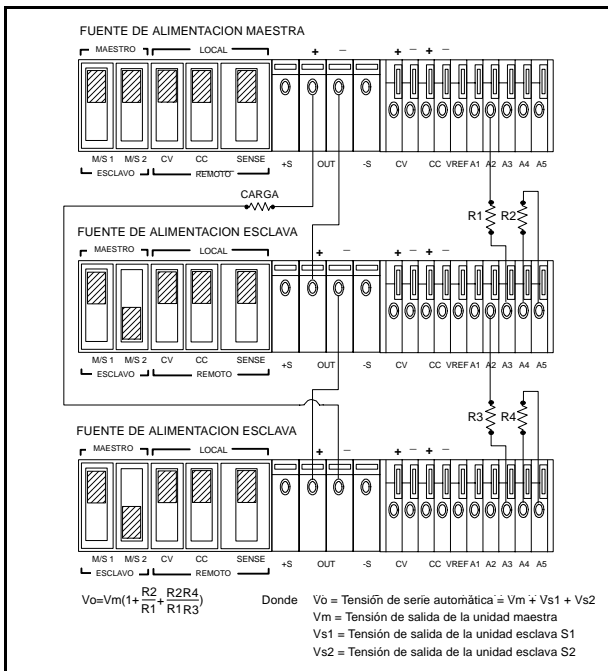 FUENTE DE ALIMENTACION MAESTRA
MAESTRO LOCAL + – + – + –
M/S 1 M/S 2 CV CC SENSE +S OUT -S CV CC VREF A1 A2 A3 A4 A5
ESCLAVO REMOTO
CARGA
R1 R2
FUENTE DE ALIMENTACION ESCLAVA
MAESTRO LOCAL + – + – + –
M/S 1 M/S 2 CV CC SENSE +S OUT -S CV CC VREF A1 A2 A3 A4 A5
ESCLAVO REMOTO
R3 R4
FUENTE DE ALIMENTACION ESCLAVA
MAESTRO LOCAL + – + – + –
M/S 1 M/S 2 CV CC SENSE +S OUT -S CV CC VREF A1 A2 A3 A4 A5
ESCLAVO REMOTO
Vo=Vm(1+R2/R1+R2R4/R1R3) Donde Vo = Tensión de serie automática = Vm + Vs1 + Vs2
Vm = Tensión de salida de la unidad maestra
Vs1 = Tensión de salida de la unidad esclava S1
Vs2 = Tensión de salida de la unidad esclava S2